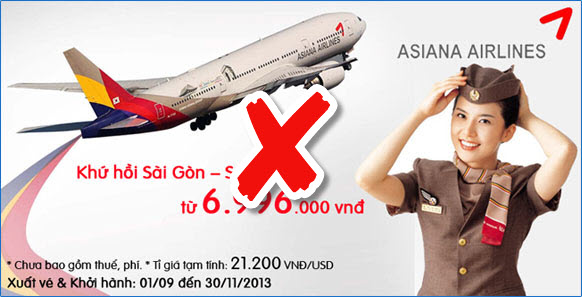 ASIANA AIRLINES
Khứ hồi Sài Gòn –
từ 6.996.000 vnđ
* Chưa bao gồm thuế, phí. * Tỉ giá tạm tính: 21.200 VNĐ/USD
Xuất vé & Khởi hành: 01/09 đến 30/11/2013